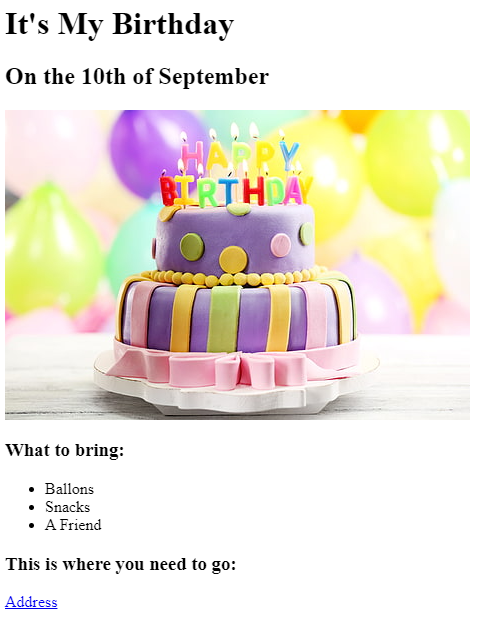 It's My Birthday
On the 10th of September
HAPPY
BIRTHDAY
What to bring:
Ballons
Snacks
A Friend
This is where you need to go:
Address